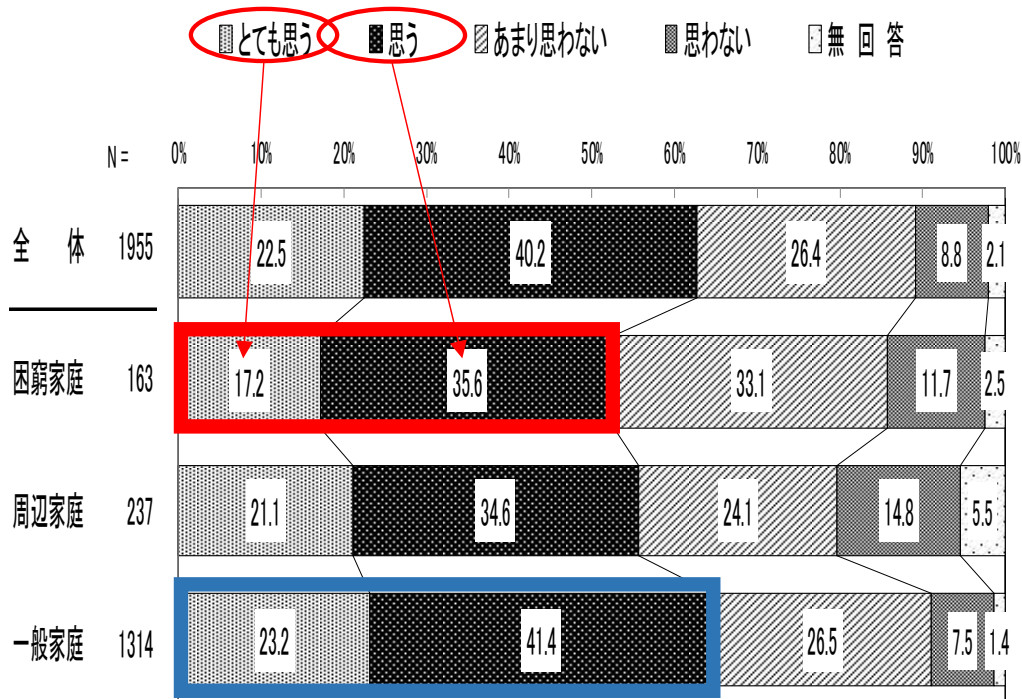 とても思う 思う あまり思わない 思わない 無 回 答
N = 0% 10% 20% 30% 40% 50% 60% 70% 80% 90% 100%
全 体 1955 22.5 40.2 26.4 8.8 2.1
困窮家庭 163 17.2 35.6 33.1 11.7 2.5
周辺家庭 237 21.1 34.6 24.1 14.8 5.5
一般家庭 1314 23.2 41.4 26.5 7.5 1.4